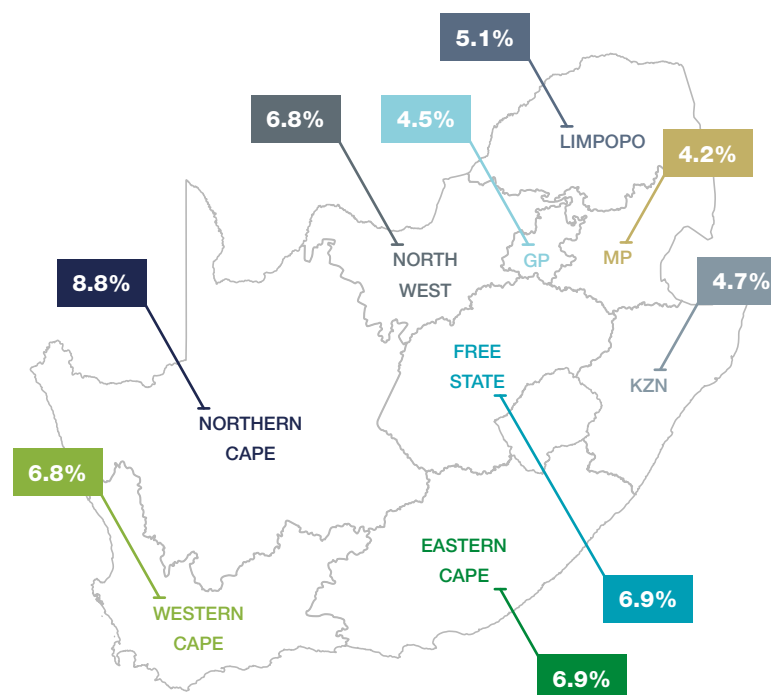 5.1%
6.8%
4.5%
LIMPOPO
4.2%
NORTH
WEST
GP
MP
8.8%
4.7%
FREE
STATE
KZN
NORTHERN
CAPE
6.8%
EASTERN
CAPE
6.9%
WESTERN
CAPE
6.9%